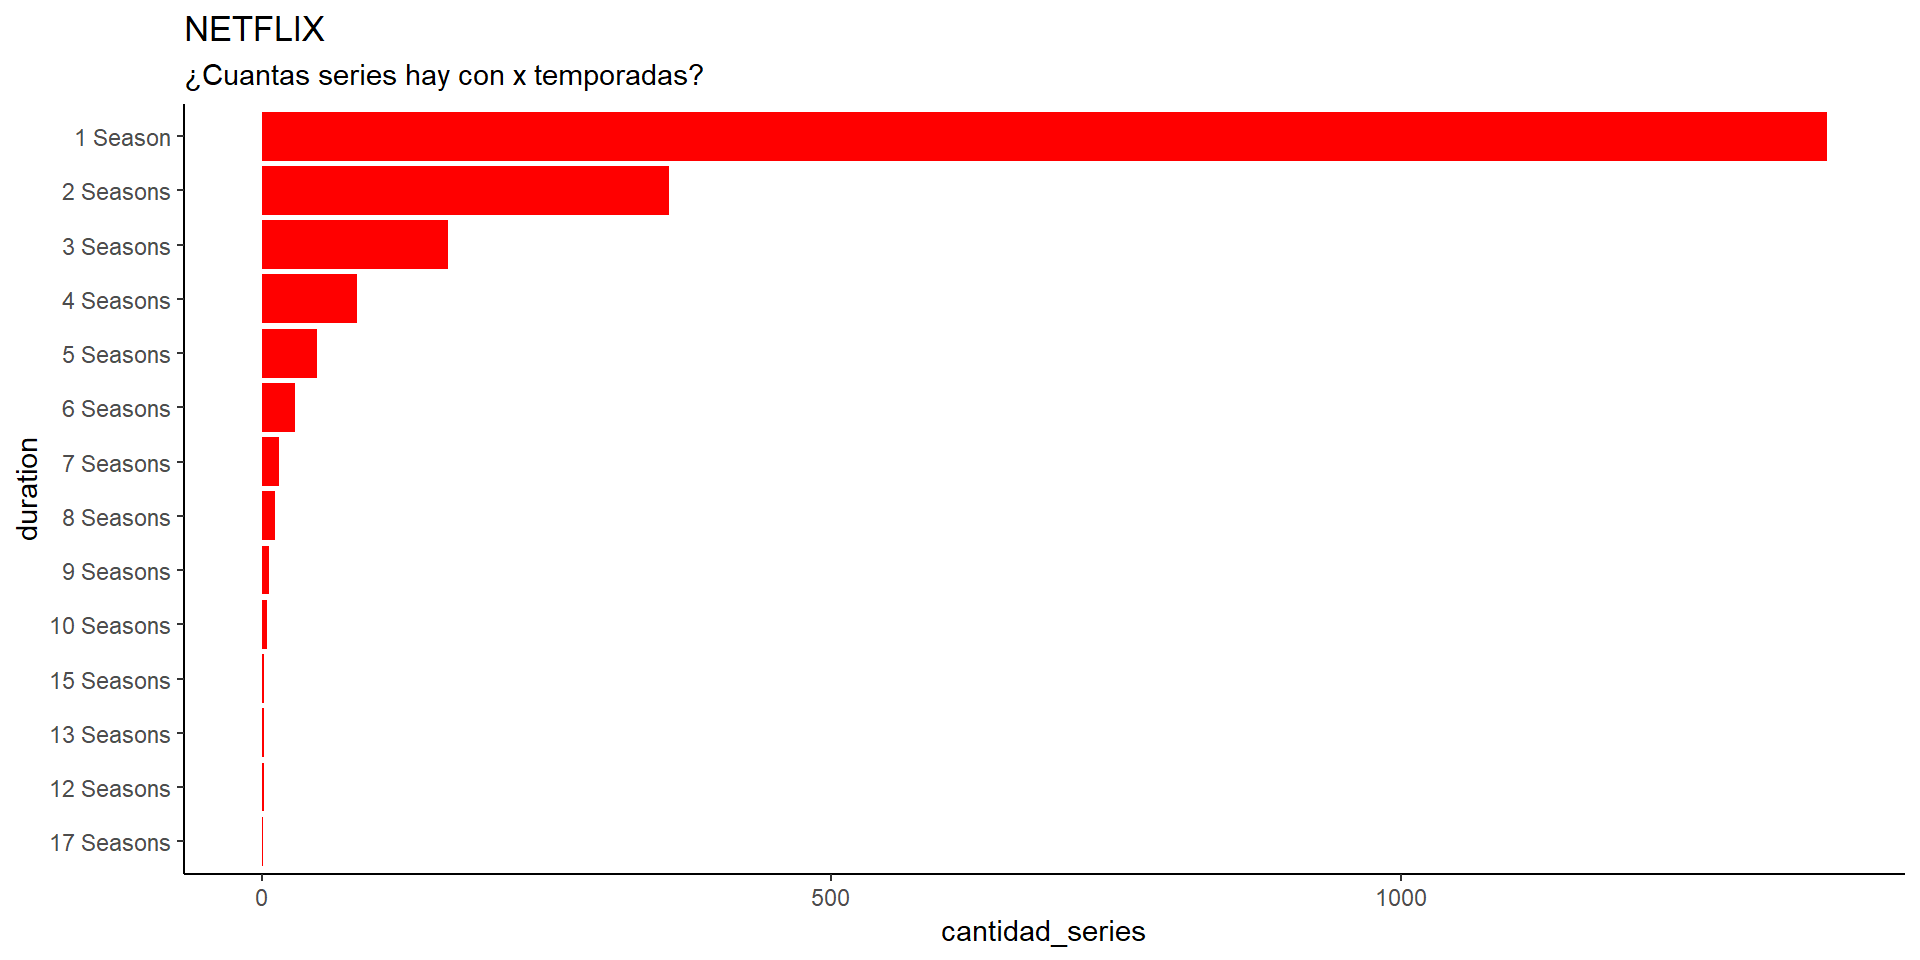 NETFLIX
¿Cuantas series hay con x temporadas?
duration
1 Season
2 Seasons
3 Seasons
4 Seasons
5 Seasons
6 Seasons
7 Seasons
8 Seasons
9 Seasons
10 Seasons
15 Seasons
13 Seasons
12 Seasons
17 Seasons
0 500 1000
cantidad_series